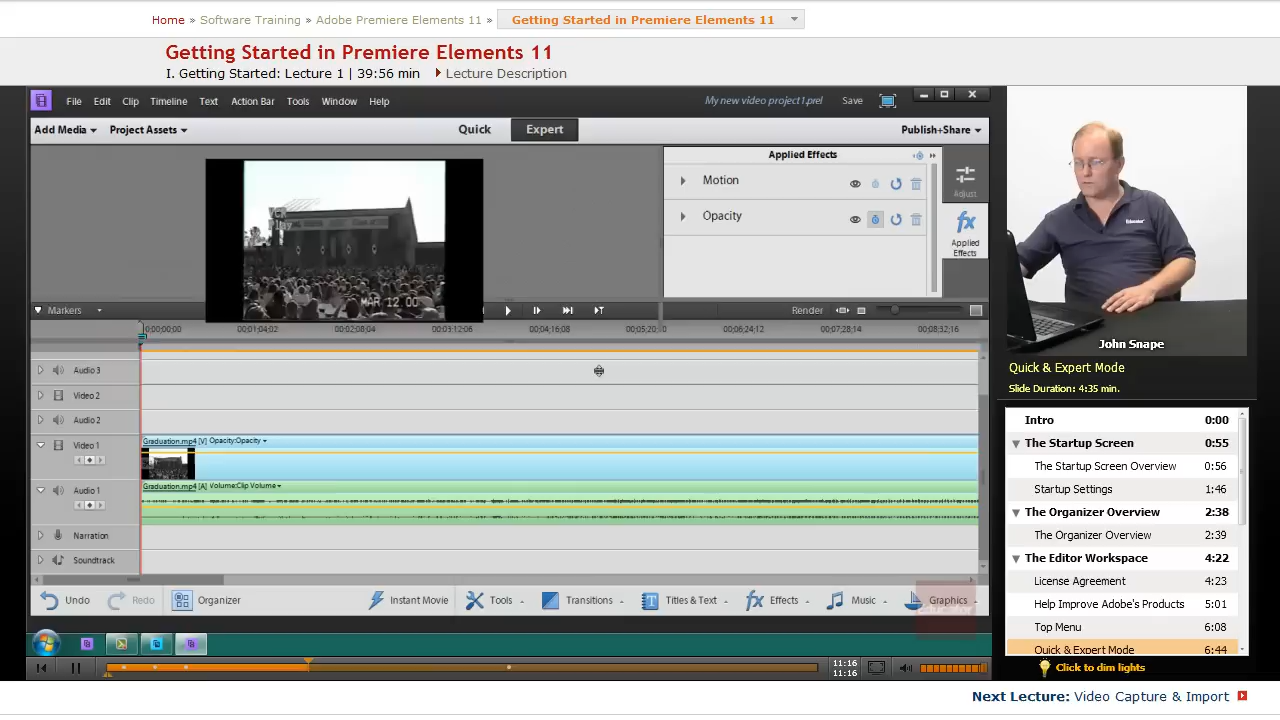 Home » Software Training » Adobe Premiere Elements 11 » Getting Started in Premiere Elements 11
Getting Started in Premiere Elements 11
I. Getting Started: Lecture 1 | 39:56 min Lecture Description
File Edit Clip Timeline Text Action Bar Tools Window Help My new video project1.prel Save
Add Media Project Assets Quick Expert Publish+Share
Applied Effects
Motion
Adjust
Opacity
Applied
Effects
VCR
Play
MAR 12 00
Markers Render
00;00;00;00 00;01;04;02 00;02;08;04 00;03;12;06 00;04;16;08 00;05;20;10 00;06;24;12 00;07;28;14 00;08;32;16
Audio 3
Video 2
Audio 2
Video 1 Graduation.mp4 [V] Opacity:Opacity
Audio 1 Graduation.mp4 [A] Volume:Clip Volume
Narration
Soundtrack
Undo Redo Organizer Instant Movie Tools Transitions Titles & Text Effects Music Graphics
11:16
11:16
Educator
John Snape
Quick & Expert Mode
Slide Duration: 4:35 min.
Intro 0:00
The Startup Screen 0:55
The Startup Screen Overview 0:56
Startup Settings 1:46
The Organizer Overview 2:38
The Organizer Overview 2:39
The Editor Workspace 4:22
License Agreement 4:23
Help Improve Adobe's Products 5:01
Top Menu 6:08
Quick & Expert Mode 6:44
Click to dim lights
Next Lecture: Video Capture & Import